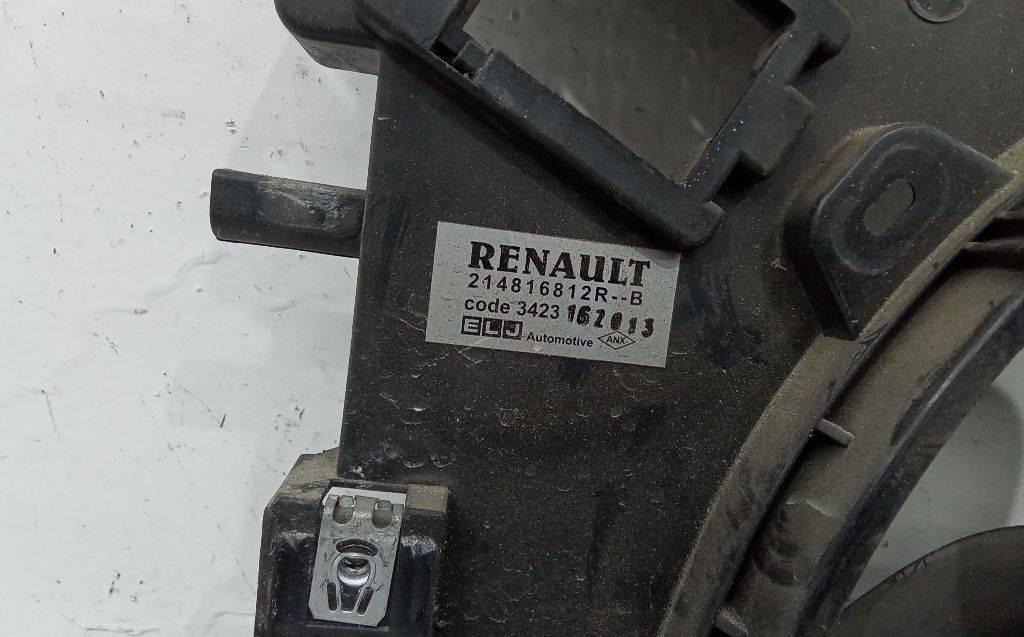 RENAULT
214816812R--B
code 3423 162013
ELJ Automotive ANX